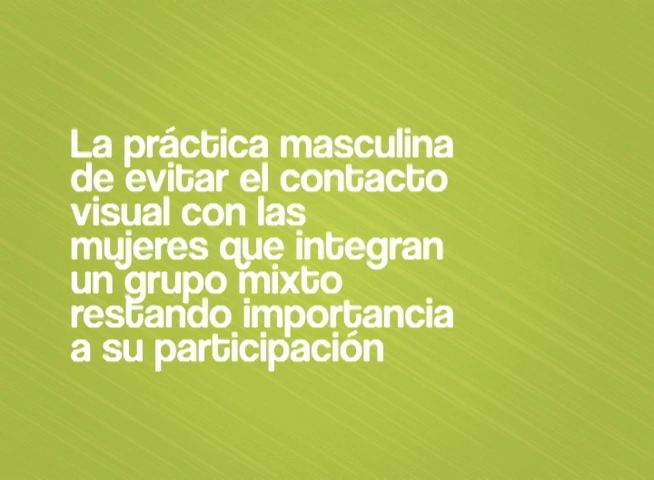 La práctica masculina
de evitar el contacto
visual con las
mujeres que integran
un grupo mixto
restando importancia
a su participación